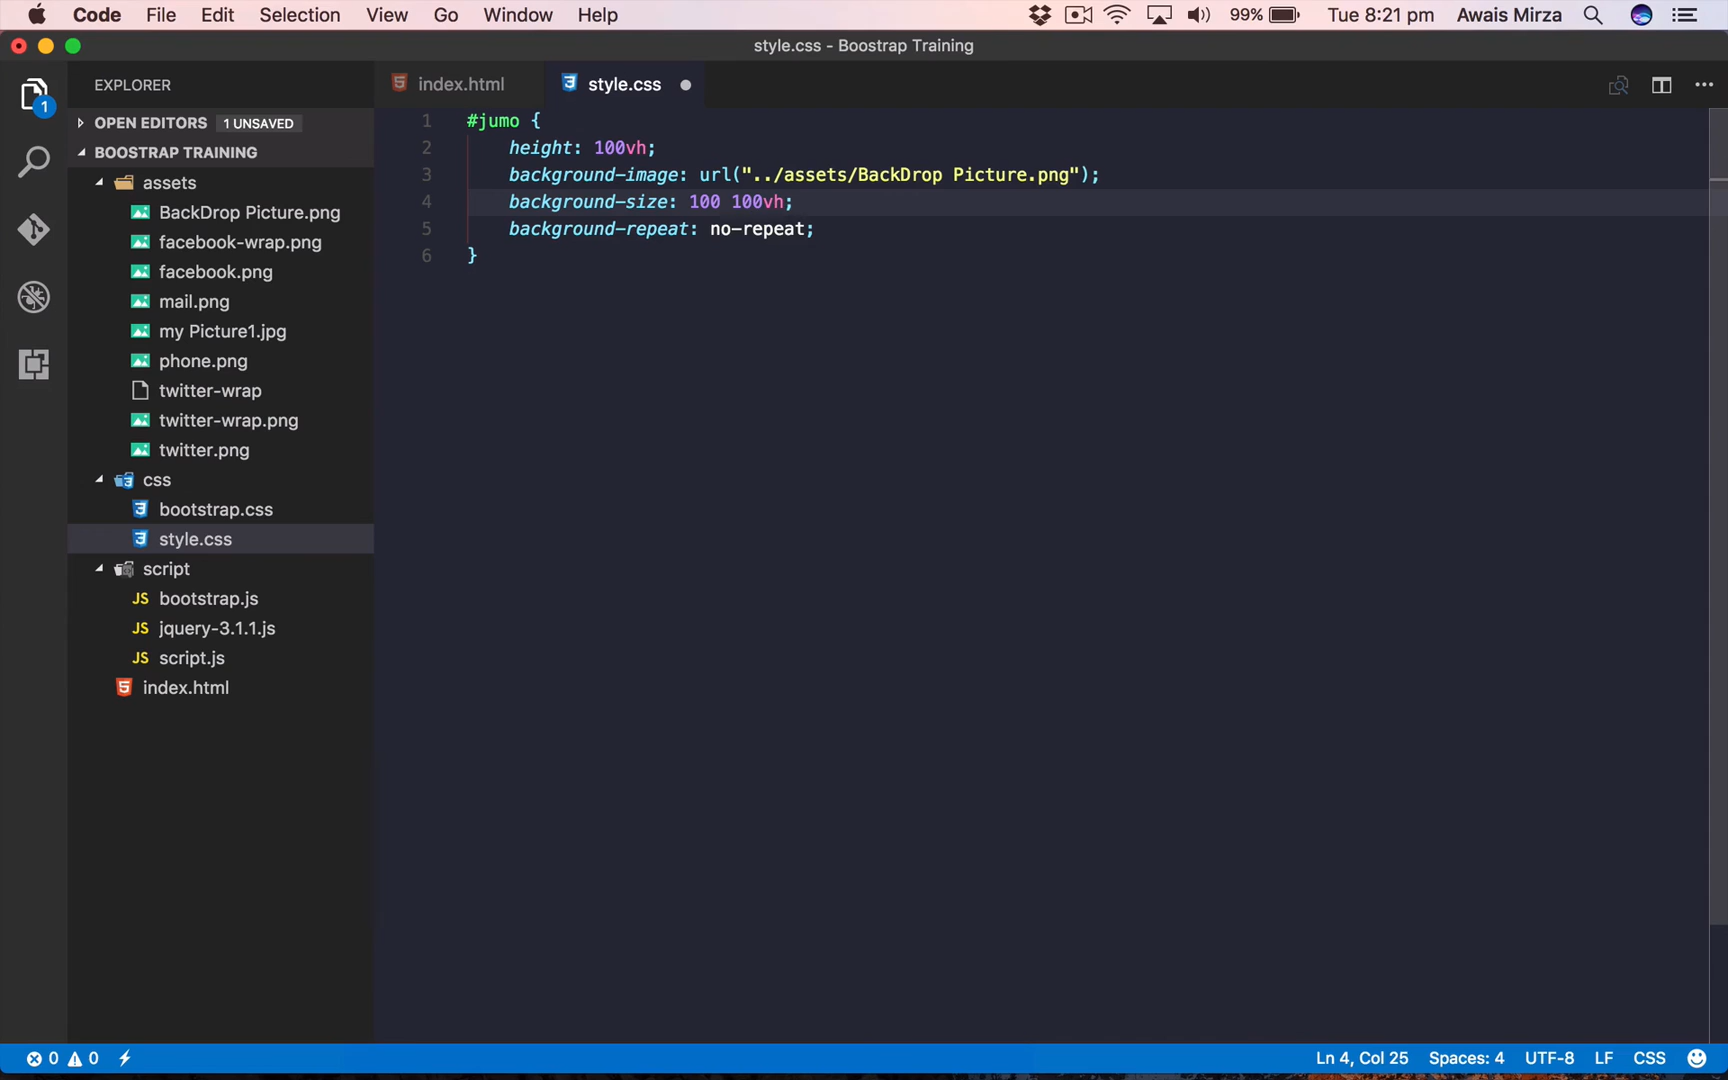 Code File Edit Selection View Go Window Help 99% Tue 8:21 pm Awais Mirza
style.css - Boostrap Training
EXPLORER
index.html style.css
OPEN EDITORS 1 UNSAVED
BOOSTRAP TRAINING
assets
BackDrop Picture.png
facebook-wrap.png
facebook.png
mail.png
my Picture1.jpg
phone.png
twitter-wrap
twitter-wrap.png
twitter.png
css
bootstrap.css
style.css
script
JS bootstrap.js
JS jquery-3.1.1.js
JS script.js
index.html
1
1 #jumo {
2 height: 100vh;
3 background-image: url("../assets/BackDrop Picture.png");
4 background-size: 100 100vh;
5 background-repeat: no-repeat;
6 }
0 0 Ln 4, Col 25 Spaces: 4 UTF-8 LF CSS